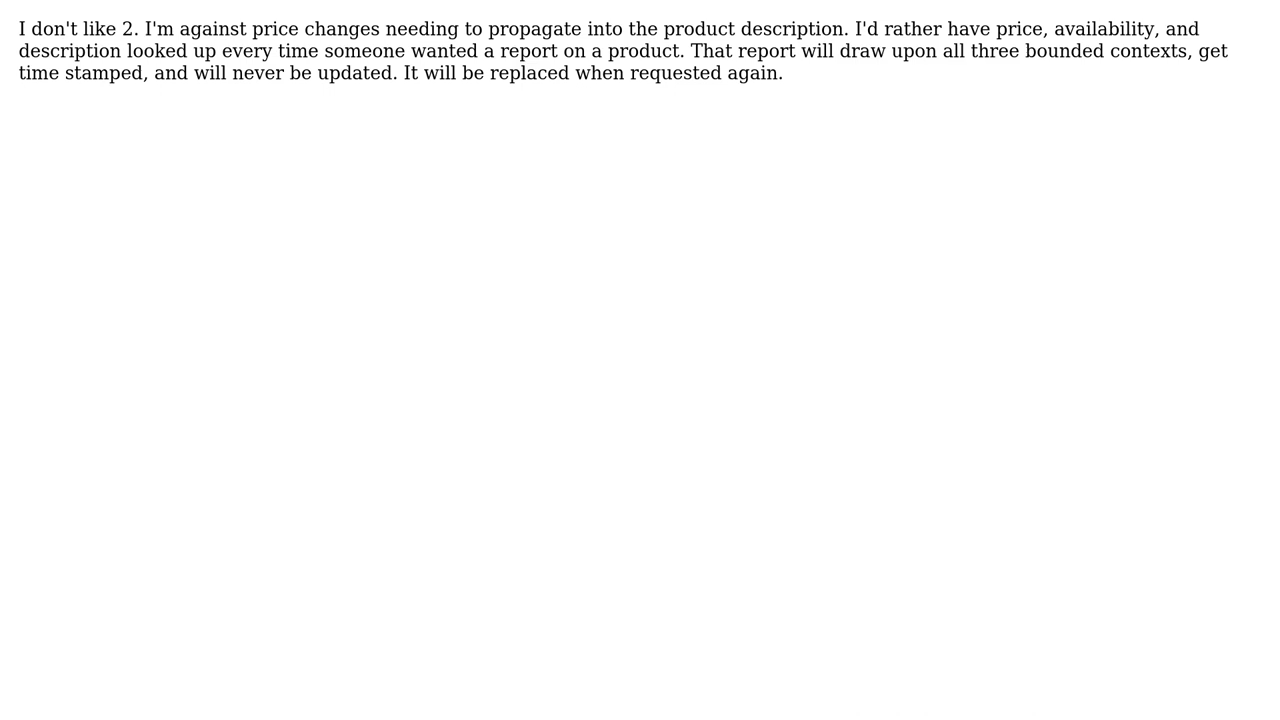 I don't like 2. I'm against price changes needing to propagate into the product description. I'd rather have price, availability, and
description looked up every time someone wanted a report on a product. That report will draw upon all three bounded contexts, get
time stamped, and will never be updated. It will be replaced when requested again.